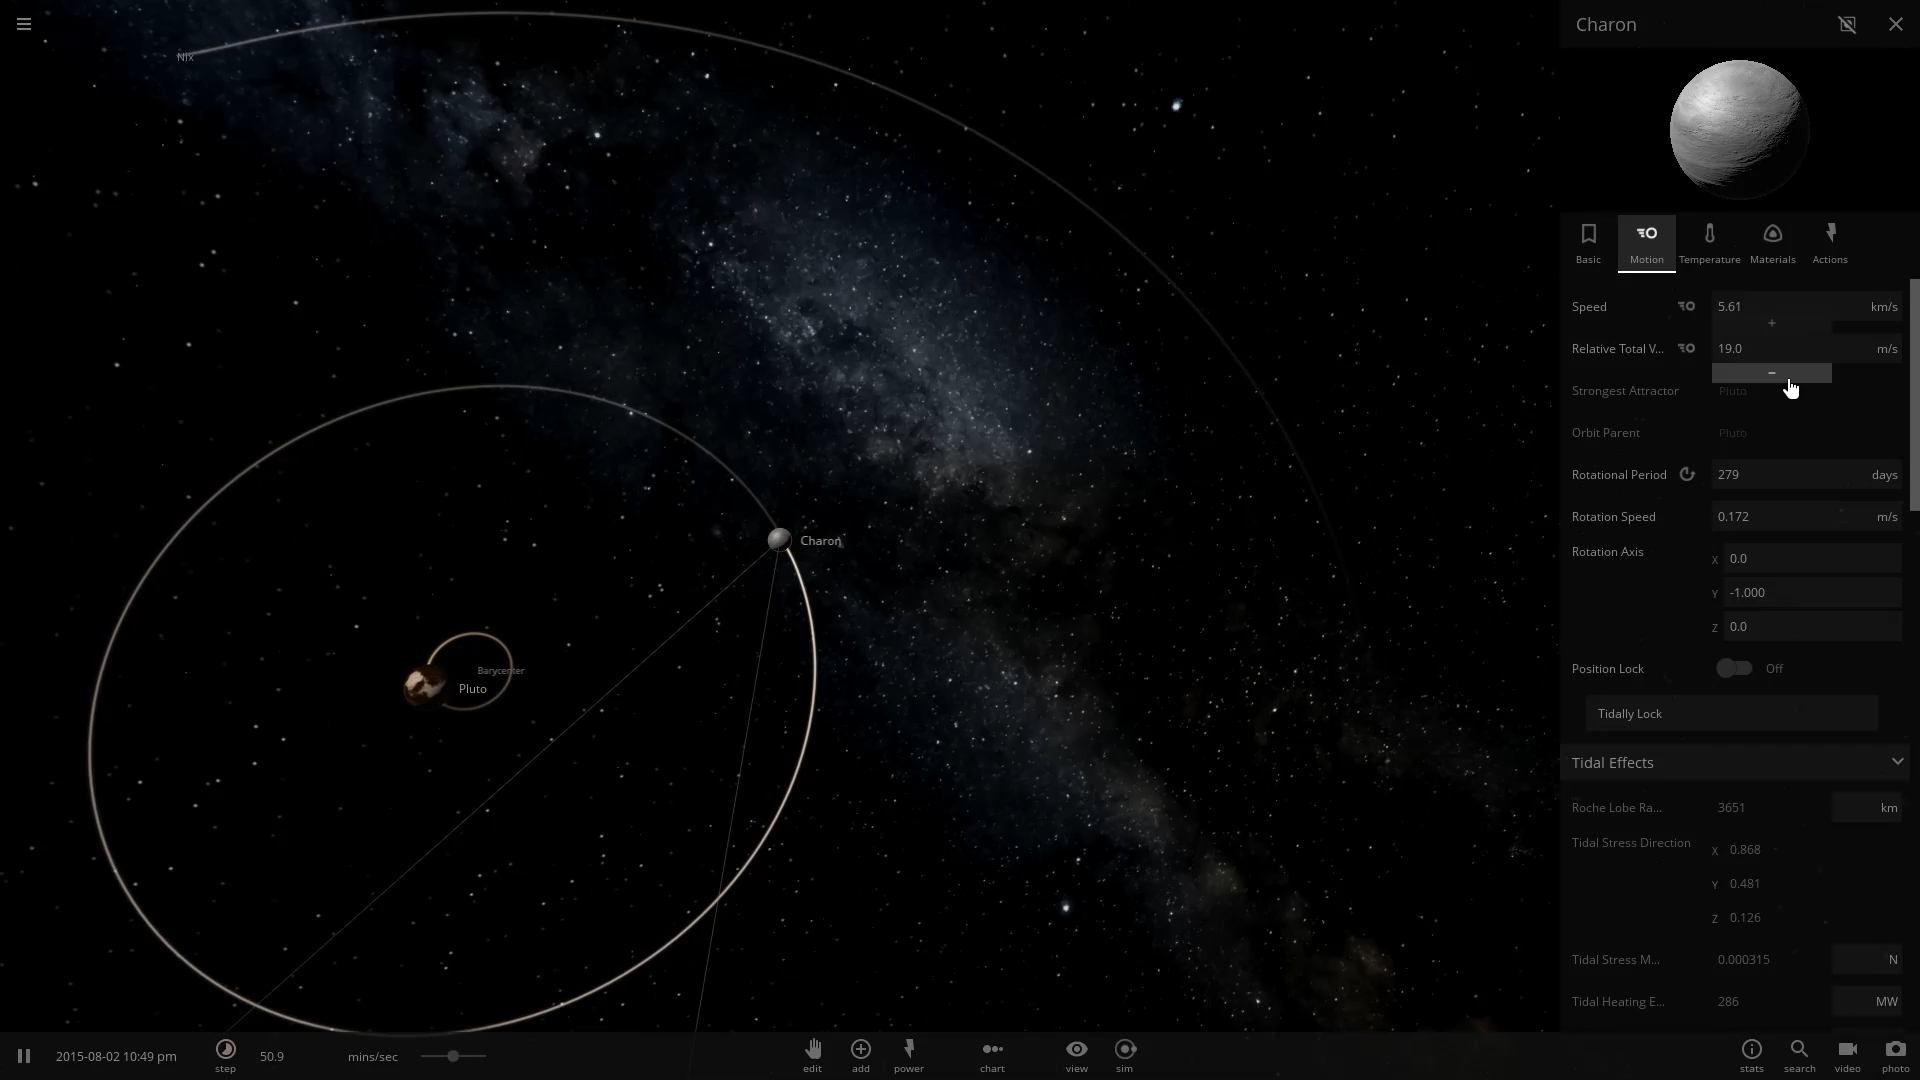 Charon
Nix
Basic Motion Temperature Materials Actions
Speed 5.61 km/s
+
Relative Total V... 19.0 m/s
−
Strongest Attractor Pluto
Orbit Parent Pluto
Rotational Period 279 days
Rotation Speed 0.172 m/s
Rotation Axis
X 0.0
Y -1.000
Z 0.0
Charon
Barycenter
Pluto
Position Lock Off
Tidally Lock
Tidal Effects
Roche Lobe Ra... 3651 km
Tidal Stress Direction
X 0.868
Y 0.481
Z 0.126
Tidal Stress M... 0.000315 N
Tidal Heating E... 286 MW
2015-08-02 10:49 pm step 50.9 mins/sec edit add power chart view sim stats search video photo